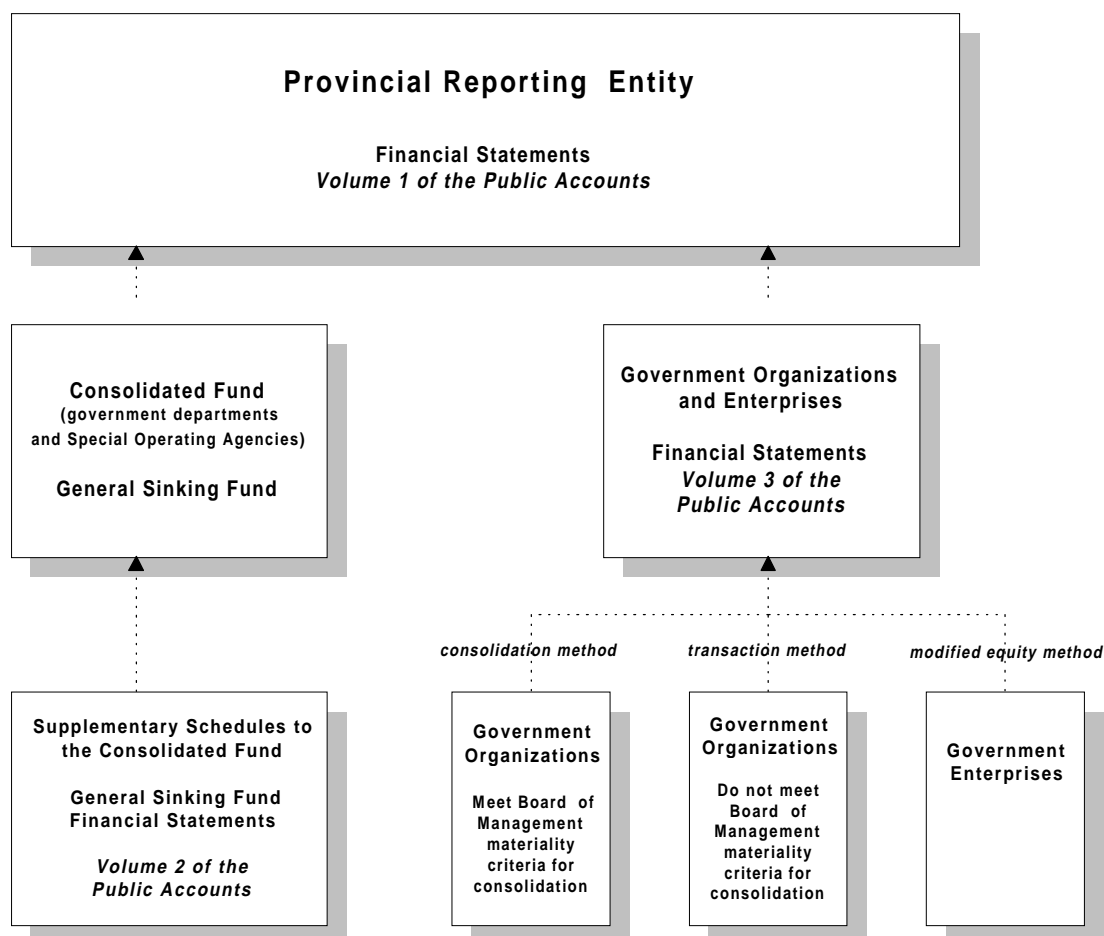 Provincial Reporting Entity
Financial Statements
Volume 1 of the Public Accounts
Consolidated Fund
(government departments
and Special Operating Agencies)
General Sinking Fund
Government Organizations
and Enterprises
Financial Statements
Volume 3 of the
Public Accounts
consolidation method
transaction method
modified equity method
Supplementary Schedules to
the Consolidated Fund
General Sinking Fund
Financial Statements
Volume 2 of the
Public Accounts
Government
Organizations
Meet Board of
Management
materiality
criteria for
consolidation
Government
Organizations
Do not meet
Board of
Management
materiality
criteria for
consolidation
Government
Enterprises